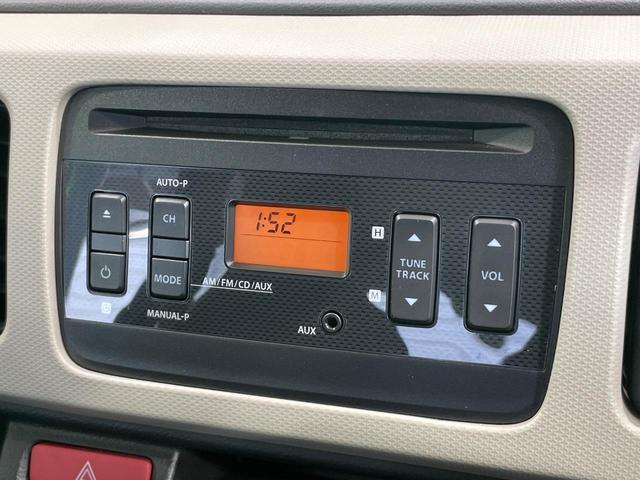 AUTO-P
CH
MODE
AM/FM/CD/AUX
MANUAL-P
1:52
AUX
H
M
TUNE
TRACK
VOL